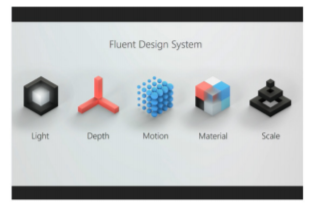 Fluent Design System
Light Depth Motion Material Scale